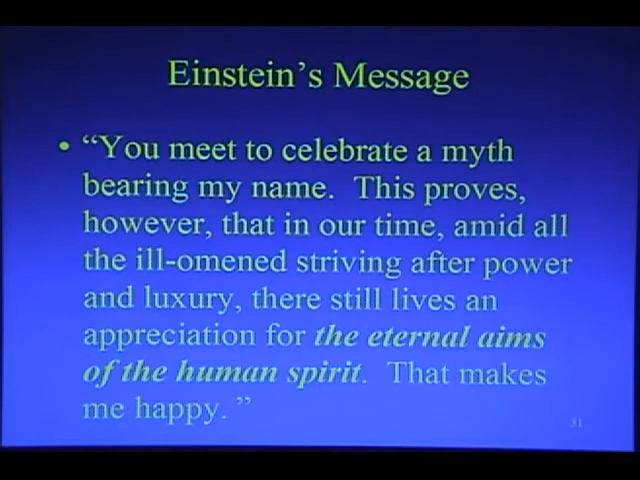 Einstein's Message
• “You meet to celebrate a myth
bearing my name. This proves,
however, that in our time, amid all
the ill-omened striving after power
and luxury, there still lives an
appreciation for the eternal aims
of the human spirit. That makes
me happy. ”
31